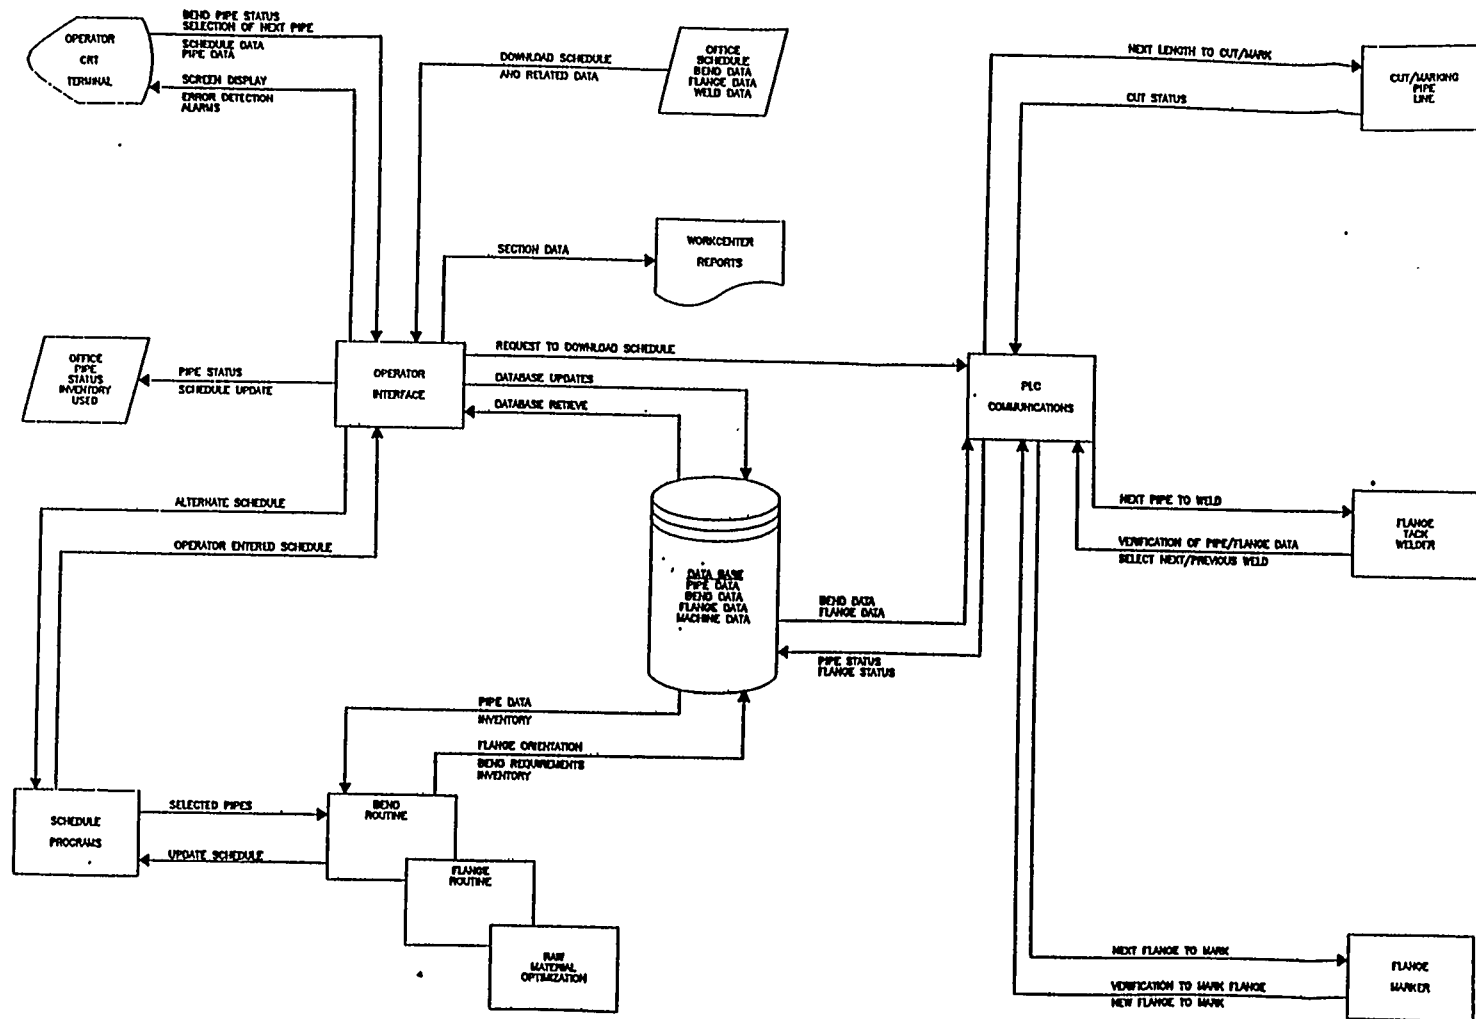 BEND PIPE STATUS
SELECTION OF NEXT PIPE
SCHEDULE DATA
PIPE DATA
OPERATOR
CRT
TERMINAL
SCREEN DISPLAY
ERROR DETECTION
ALARMS
DOWNLOAD SCHEDULE
AND RELATED DATA
OFFICE
SCHEDULE
BEND DATA
FLANGE DATA
WELD DATA
NEXT LENGTH TO CUT/MARK
CUT STATUS
CUT/MARKING
PIPE
LINE
SECTION DATA
WORKCENTER
REPORTS
OFFICE
PIPE
STATUS
INVENTORY
USED
PIPE STATUS
SCHEDULE UPDATE
OPERATOR
INTERFACE
REQUEST TO DOWNLOAD SCHEDULE
DATABASE UPDATES
DATABASE RETIEVE
PLC
COMMUNICATIONS
ALTERNATE SCHEDULE
OPERATOR ENTERED SCHEDULE
NEXT PIPE TO WELD
VERIFICATION OF PIPE/FLANGE DATA
SELECT NEXT/PREVIOUS WELD
FLANGE
TACK
WELDER
DATA BASE
PIPE DATA
BEND DATA
FLANGE DATA
MACHINE DATA
BEND DATA
FLANGE DATA
PIPE STATUS
FLANGE STATUS
PIPE DATA
INVENTORY
FLANGE ORIENTATION
BEND REQUIREMENTS
INVENTORY
SCHEDULE
PROGRAMS
SELECTED PIPES
UPDATE SCHEDULE
BEND
ROUTINE
FLANGE
ROUTINE
RAW
MATERIAL
OPTIMIZATION
NEXT FLANGE TO MARK
VERIFICATION TO MARK FLANGE
NEW FLANGE TO MARK
FLANGE
MARKER